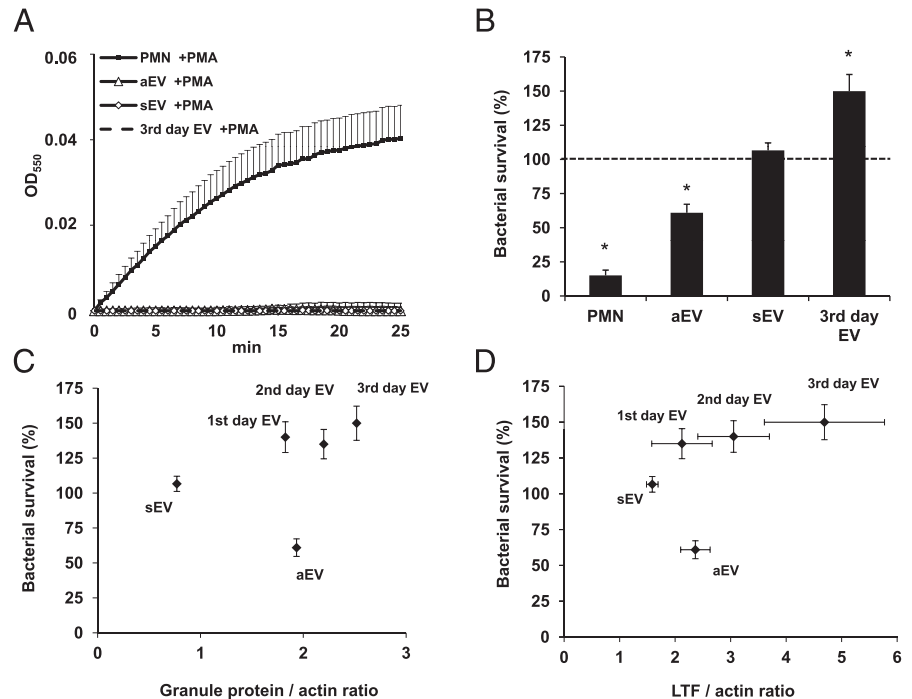 A
0.06
0.04
0.02
0
OD550
PMN +PMA
aEV +PMA
sEV +PMA
3rd day EV +PMA
0 5 10 15 20 25
min
B
175
150
125
100
75
50
25
0
Bacterial survival (%)
*
*
*
PMN aEV sEV 3rd day
EV
C
175
150
125
100
75
50
25
0
Bacterial survival (%)
2nd day EV
3rd day EV
1st day EV
sEV
aEV
0 1 2 3
Granule protein / actin ratio
D
175
150
125
100
75
50
25
0
Bacterial survival (%)
3rd day EV
2nd day EV
1st day EV
sEV
aEV
0 1 2 3 4 5 6
LTF / actin ratio